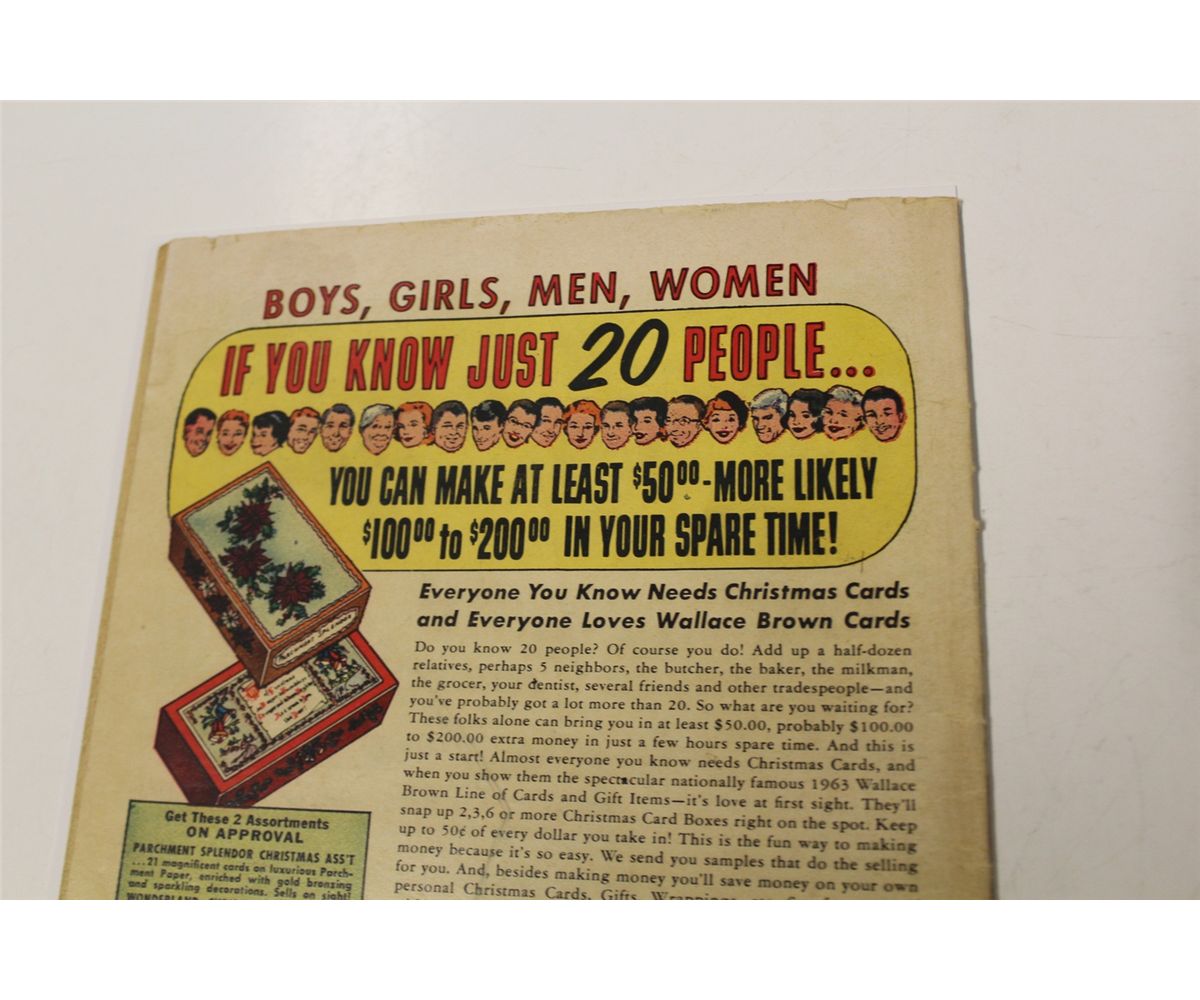 BOYS, GIRLS, MEN, WOMEN
IF YOU KNOW JUST 20 PEOPLE...
YOU CAN MAKE AT LEAST $50⁰⁰-MORE LIKELY
$100⁰⁰ to $200⁰⁰ IN YOUR SPARE TIME!
PARCHMENT SPLENDOR
Everyone You Know Needs Christmas Cards
and Everyone Loves Wallace Brown Cards
Do you know 20 people? Of course you do! Add up a half-dozen
relatives, perhaps 5 neighbors, the butcher, the baker, the milkman,
the grocer, your dentist, several friends and other tradespeople—and
you've probably got a lot more than 20. So what are you waiting for?
These folks alone can bring you in at least $50.00, probably $100.00
to $200.00 extra money in just a few hours spare time. And this is
just a start! Almost everyone you know needs Christmas Cards, and
when you show them the spectacular nationally famous 1963 Wallace
Brown Line of Cards and Gift Items—it's love at first sight. They'll
snap up 2,3,6 or more Christmas Card Boxes right on the spot. Keep
up to 50¢ of every dollar you take in! This is the fun way to making
money because it's so easy. We send you samples that do the selling
for you. And, besides making money you'll save money on your own
personal Christmas Cards, Gifts,
Get These 2 Assortments
ON APPROVAL
PARCHMENT SPLENDOR CHRISTMAS ASS'T
...21 magnificent cards on luxurious Parch-
ment Paper, enriched with gold bronzing
and sparkling decorations. Sells on sight!